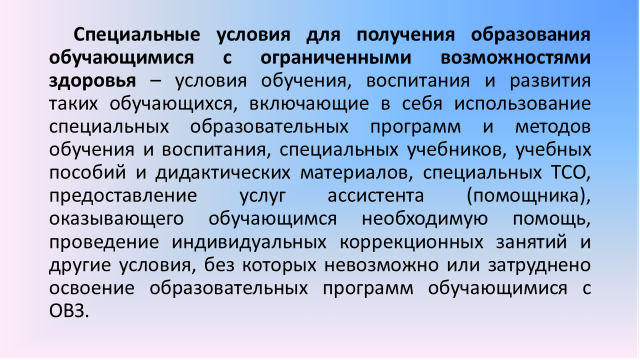 Специальные условия для получения образования
обучающимися с ограниченными возможностями
здоровья – условия обучения, воспитания и развития
таких обучающихся, включающие в себя использование
специальных образовательных программ и методов
обучения и воспитания, специальных учебников, учебных
пособий и дидактических материалов, специальных ТСО,
предоставление услуг ассистента (помощника),
оказывающего обучающимся необходимую помощь,
проведение индивидуальных коррекционных занятий и
другие условия, без которых невозможно или затруднено
освоение образовательных программ обучающимися с
ОВЗ.